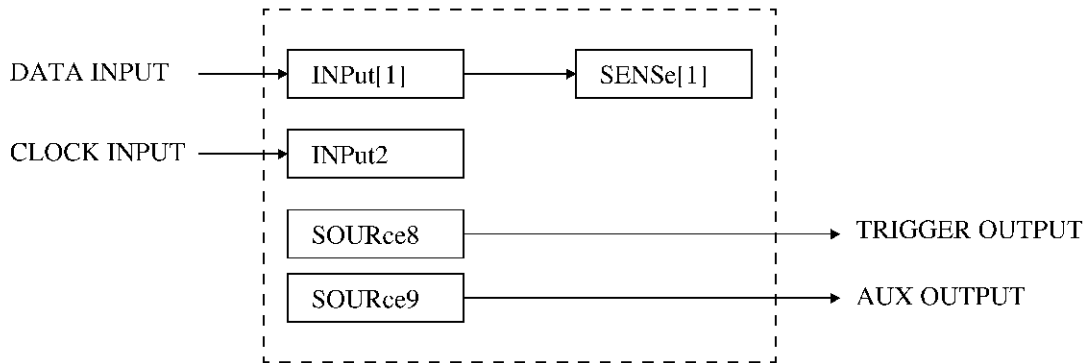 DATA INPUT
INPut[1]
SENSe[1]
CLOCK INPUT
INPut2
SOURce8
TRIGGER OUTPUT
SOURce9
AUX OUTPUT